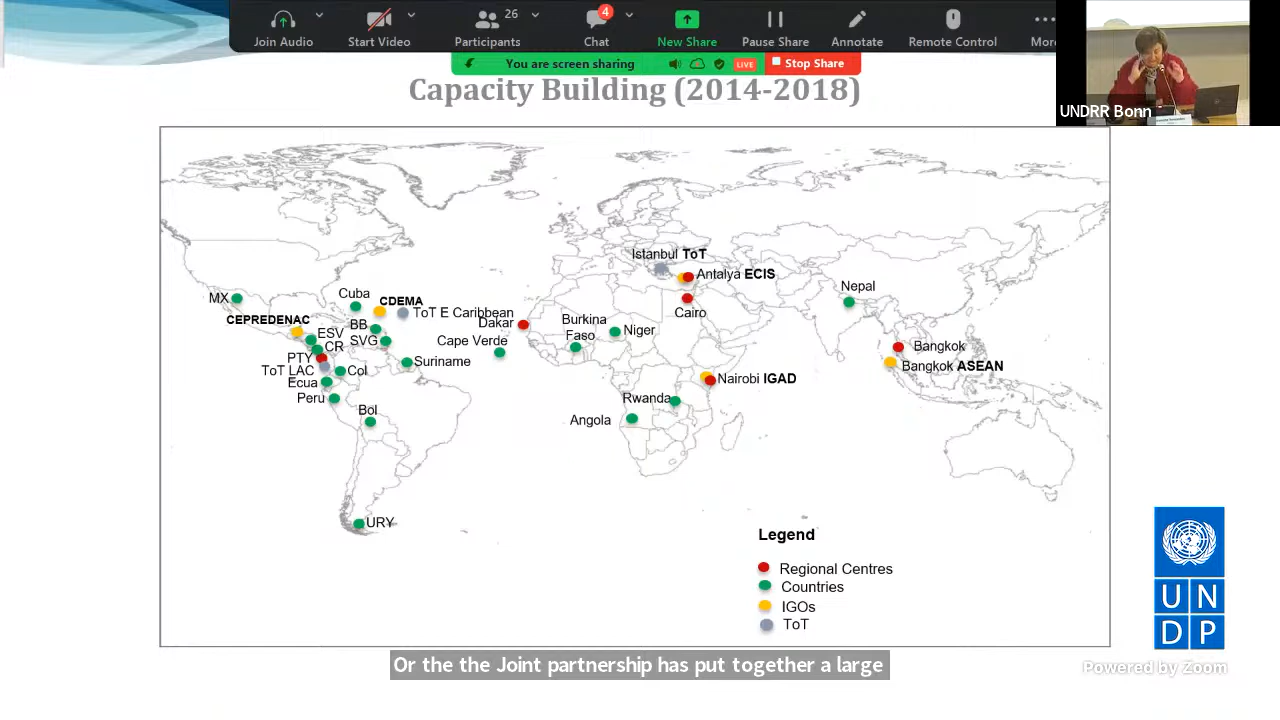 26
4
Join Audio
Start Video
Participants
Chat
New Share
Pause Share
Annotate
Remote Control
More
You are screen sharing
LIVE
Stop Share
UNDRR Bonn
Capacity Building (2014-2018)
Istanbul ToT
Antalya ECIS
Nepal
MX
Cuba
CDEMA
ToT E Caribbean
Dakar
Cairo
CEPREDENAC
ESV
BB
SVG
CR
Cape Verde
Burkina
Faso
Niger
Bangkok
PTY
ToT LAC
Col
Suriname
Bangkok ASEAN
Ecua
Nairobi IGAD
Peru
Rwanda
Bol
Angola
URY
Legend
Regional Centres
Countries
IGOs
ToT
U N
D P
Or the the Joint partnership has put together a large
Powered by Zoom